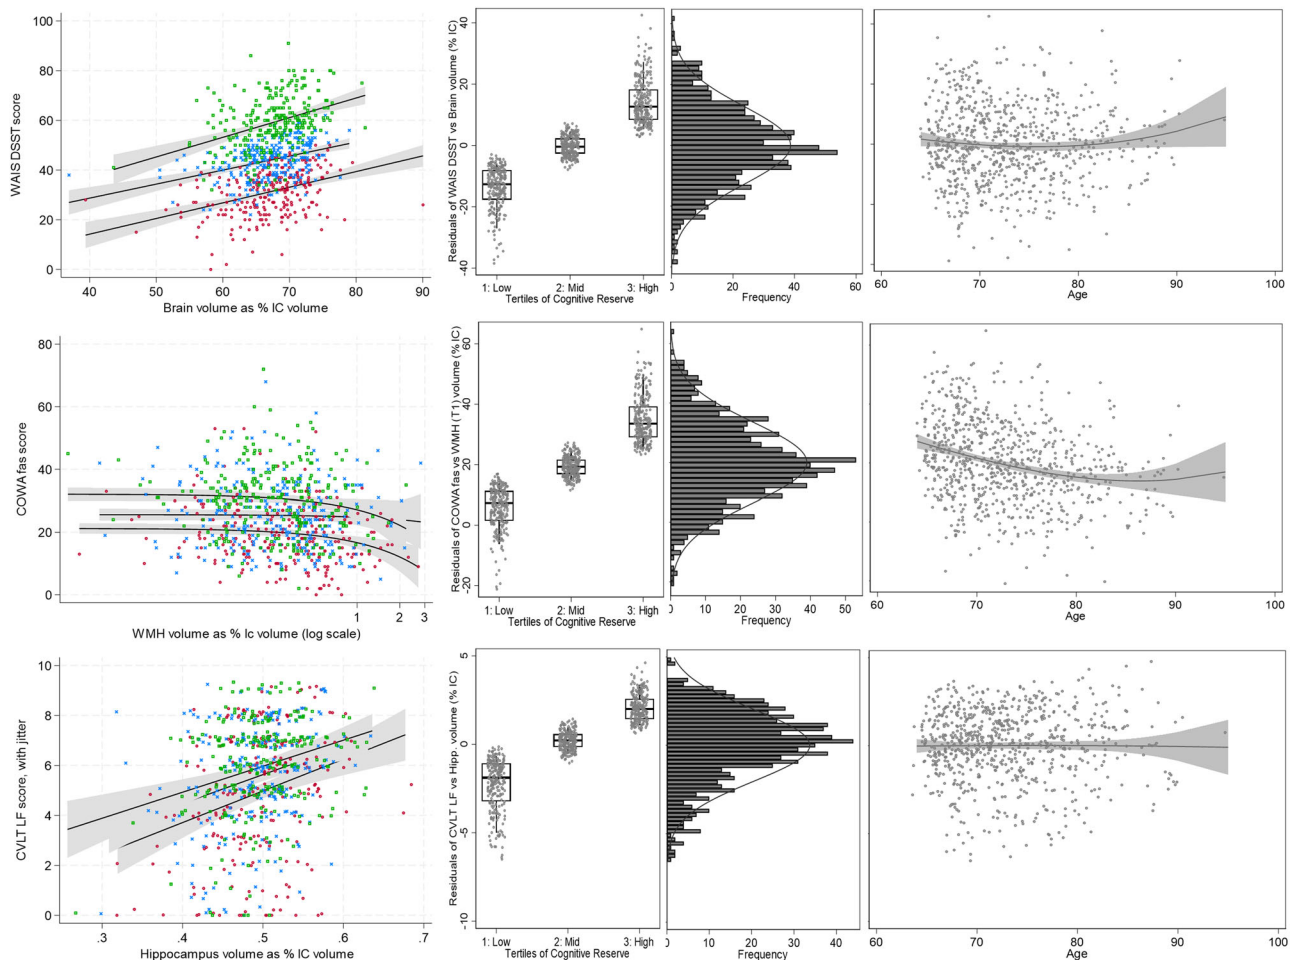 WAIS DSST score
100
80
60
40
20
0
40 50 60 70 80 90
Brain volume as % IC volume
Residuals of WAIS DSST vs Brain volume (% IC)
40
20
0
-20
-40
1: Low 2: Mid 3: High
Tertiles of Cognitive Reserve
0 20 40 60
Frequency
60 70 80 90 100
Age
COWA fas score
80
60
40
20
0
1 2 3
WMH volume as % Ic volume (log scale)
Residuals of COWA fas vs WMH (T1) volume (% IC)
60
40
20
0
-20
1: Low 2: Mid 3: High
Tertiles of Cognitive Reserve
0 10 20 30 40 50
Frequency
60 70 80 90 100
Age
CVLT LF score, with jitter
10
8
6
4
2
0
.3 .4 .5 .6 .7
Hippocampus volume as % IC volume
Residuals of CVLT LF vs Hipp. volume (% IC)
5
0
-5
-10
1: Low 2: Mid 3: High
Tertiles of Cognitive Reserve
0 10 20 30 40
Frequency
60 70 80 90 100
Age